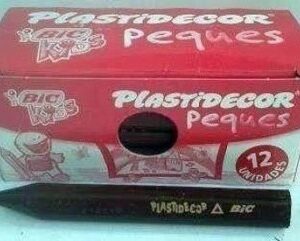 PLASTIDECOR
BIC Kids peques
BIC Kids PLASTIDECOR
peques
12
UNIDADES
PLASTIDECOR BIC